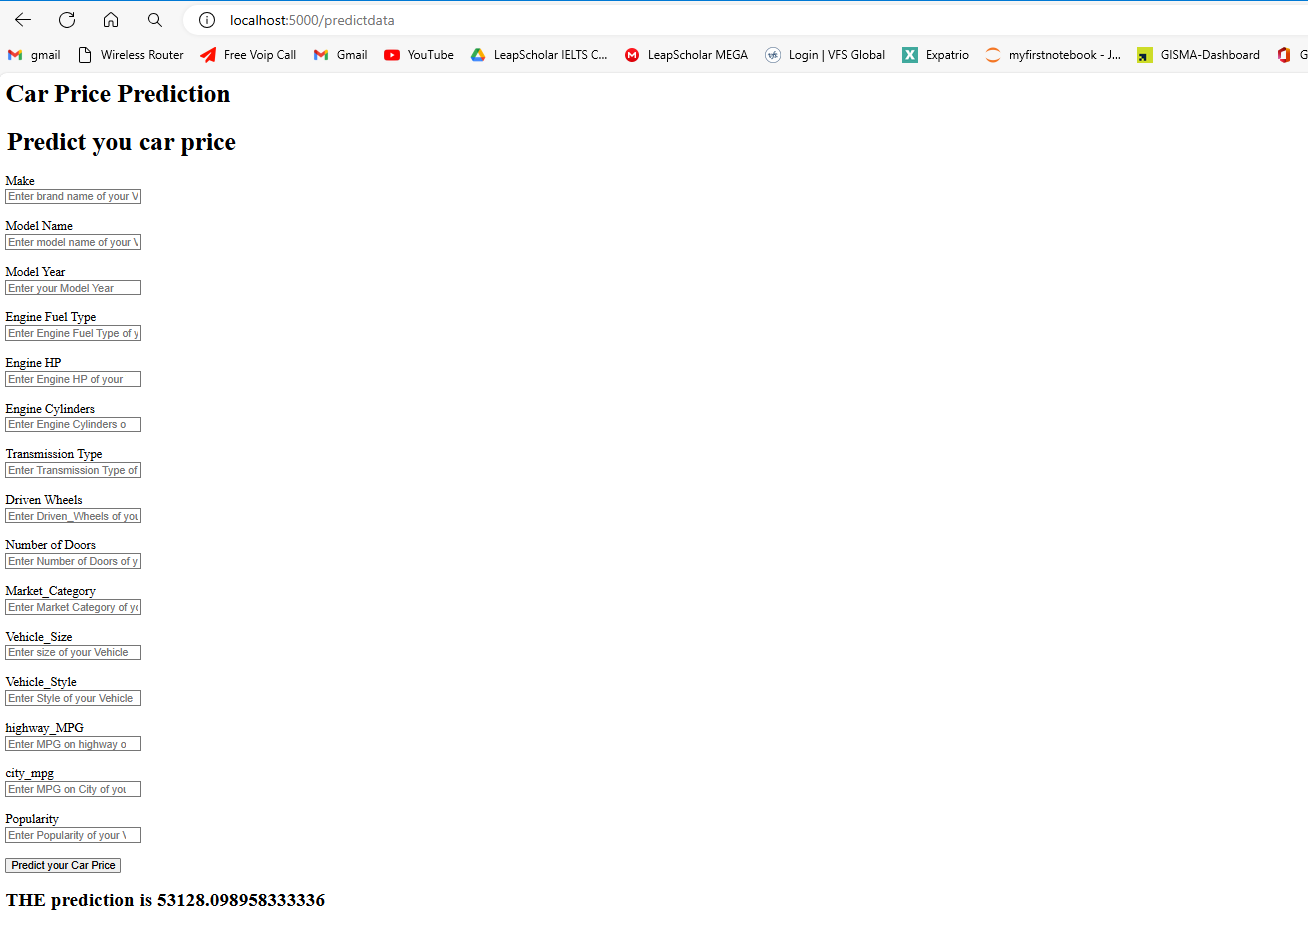 localhost:5000/predictdata
gmail Wireless Router Free Voip Call Gmail YouTube LeapScholar IELTS C... LeapScholar MEGA Login | VFS Global Expatrio myfirstnotebook - J... GISMA-Dashboard G
Car Price Prediction
Predict you car price
Make
Enter brand name of your V
Model Name
Enter model name of your V
Model Year
Enter your Model Year
Engine Fuel Type
Enter Engine Fuel Type of y
Engine HP
Enter Engine HP of your
Engine Cylinders
Enter Engine Cylinders o
Transmission Type
Enter Transmission Type of
Driven Wheels
Enter Driven_Wheels of you
Number of Doors
Enter Number of Doors of y
Market_Category
Enter Market Category of yo
Vehicle_Size
Enter size of your Vehicle
Vehicle_Style
Enter Style of your Vehicle
highway_MPG
Enter MPG on highway o
city_mpg
Enter MPG on City of you
Popularity
Enter Popularity of your V
Predict your Car Price
THE prediction is 53128.098958333336